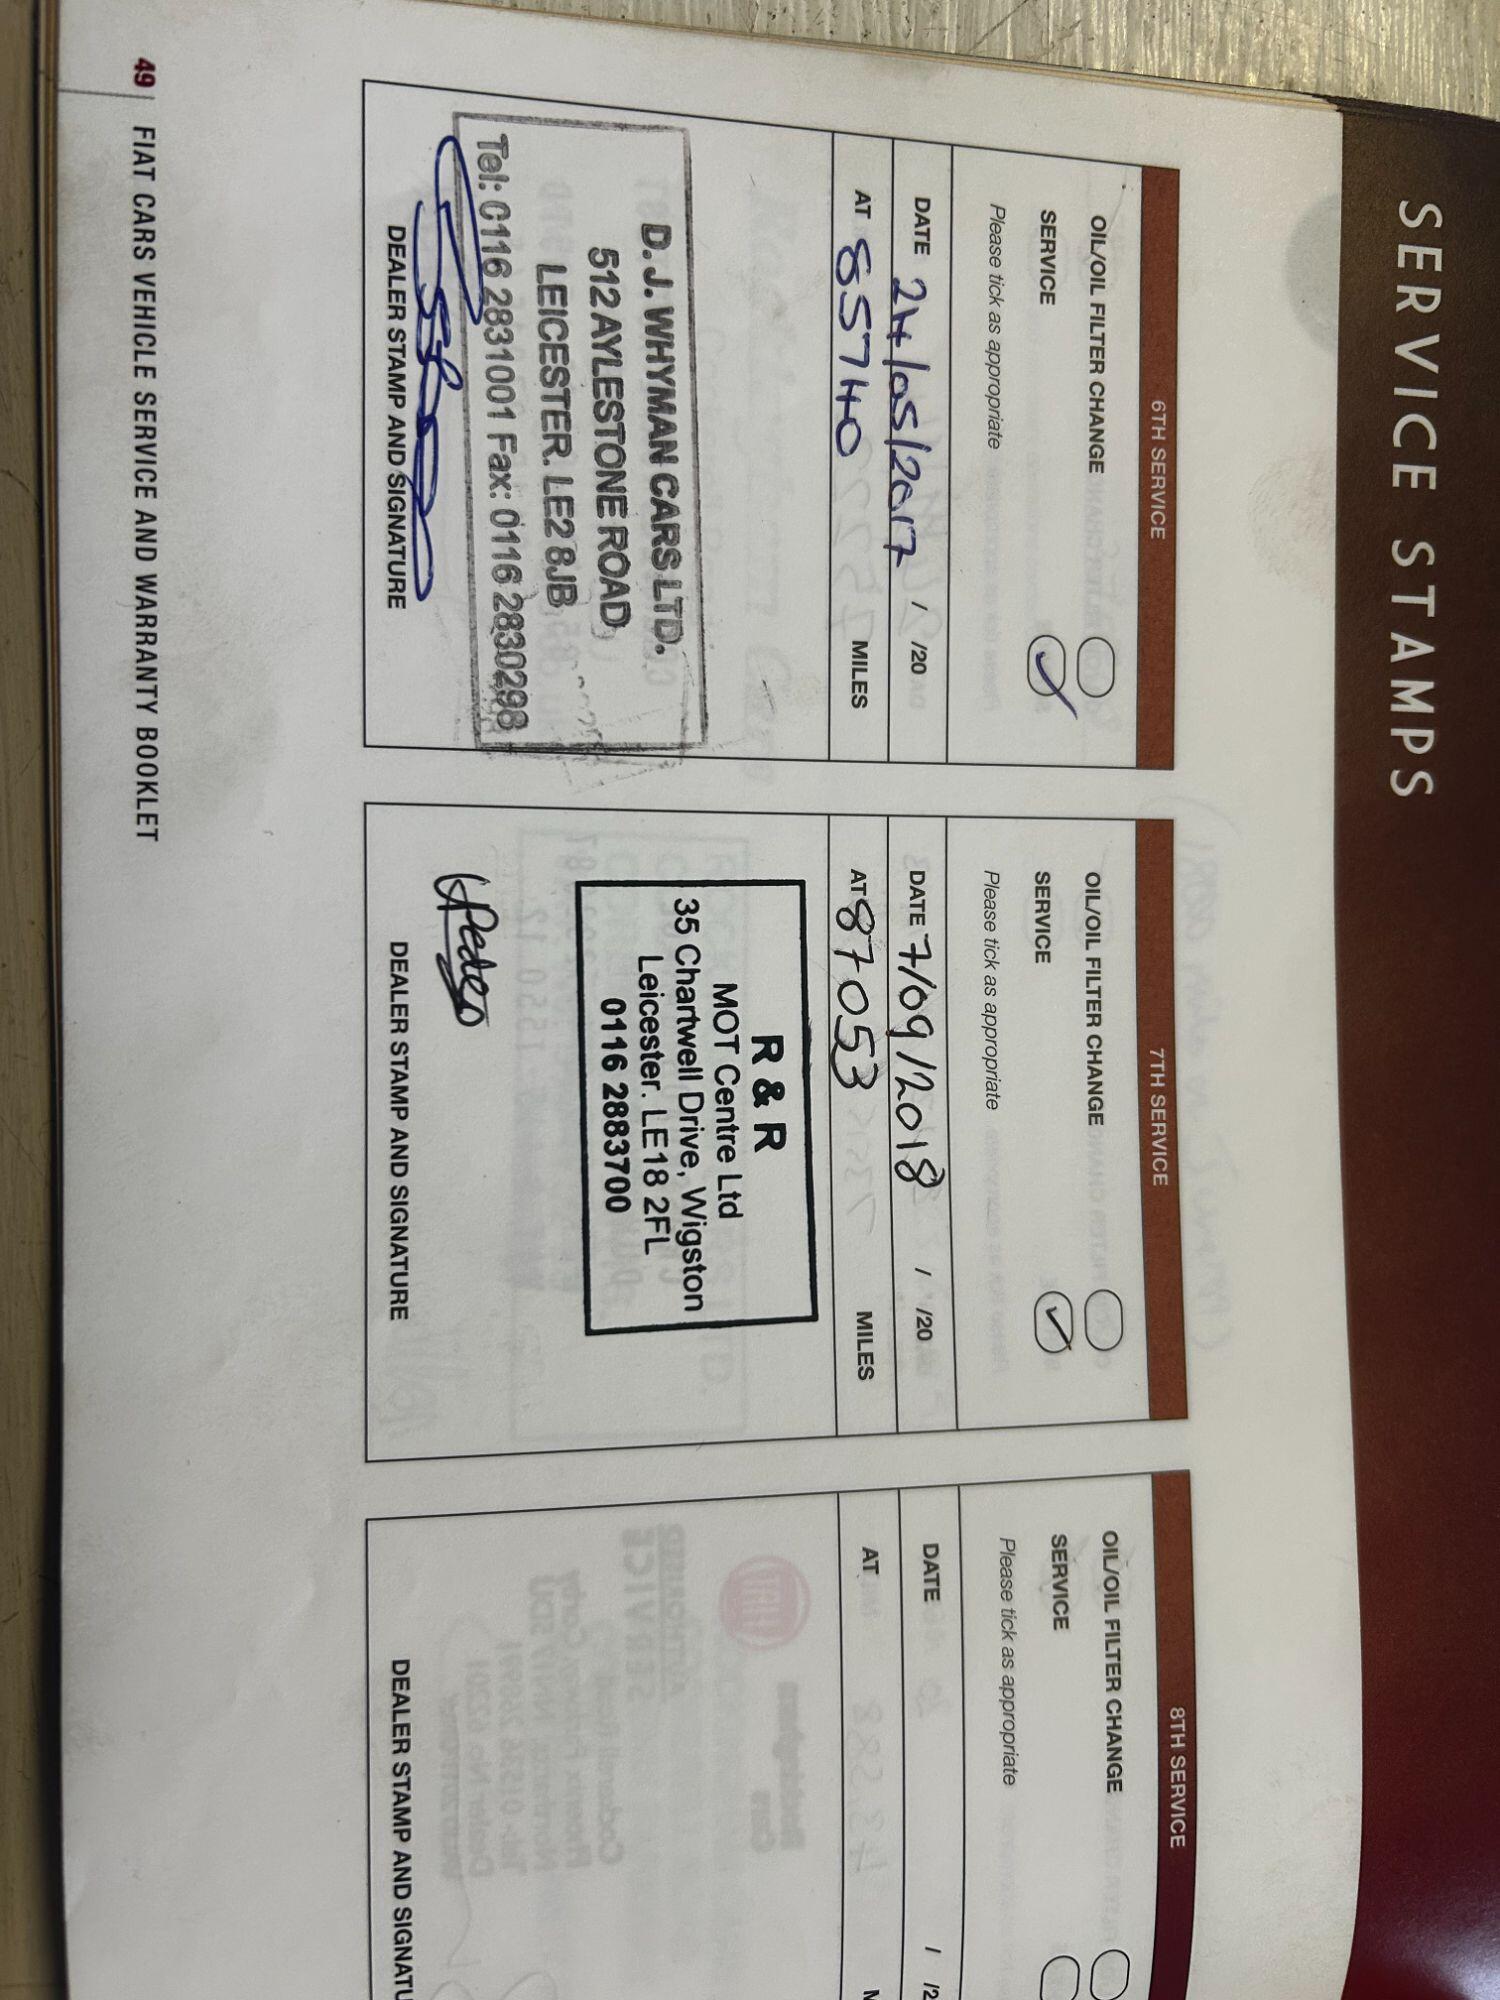 SERVICE STAMPS
6TH SERVICE
OIL/OIL FILTER CHANGE
SERVICE
Please tick as appropriate
DATE 24/05/2017 / /20
AT 85740 MILES
D. J. WHYMAN CARS LTD.
512 AYLESTONE ROAD
LEICESTER. LE2 8JB
Tel: 0116 2831001 Fax: 0116 2830298
DEALER STAMP AND SIGNATURE
7TH SERVICE
OIL/OIL FILTER CHANGE
SERVICE
Please tick as appropriate
DATE 7/09/2018 / /20
AT 87053 MILES
R & R
MOT Centre Ltd
35 Chartwell Drive, Wigston
Leicester. LE18 2FL
0116 2883700
DEALER STAMP AND SIGNATURE
8TH SERVICE
OIL/OIL FILTER CHANGE
SERVICE
Please tick as appropriate
DATE / /2
AT M
DEALER STAMP AND SIGNATU
49 FIAT CARS VEHICLE SERVICE AND WARRANTY BOOKLET